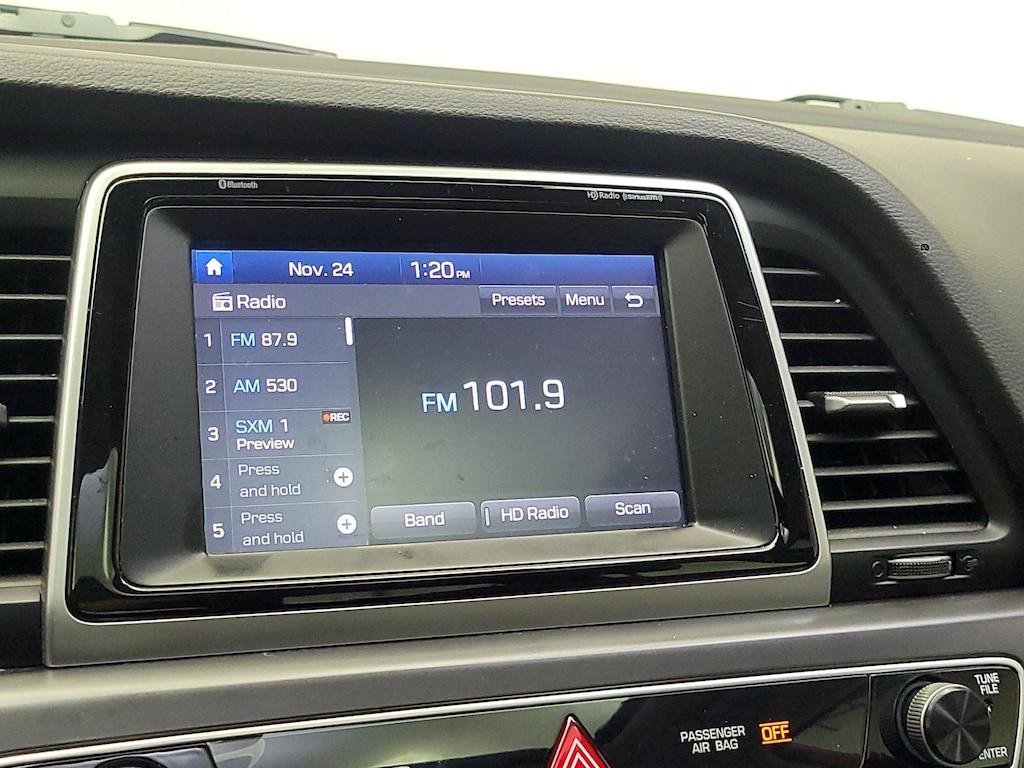 Bluetooth
HD Radio ((siriusxm))
Nov. 24 1:20 PM
Radio Presets Menu
1 FM 87.9
2 AM 530
3 SXM 1 REC
Preview
4 Press
and hold
5 Press
and hold
FM 101.9
Band HD Radio Scan
PASSENGER
AIR BAG OFF
TUNE
FILE
ENTER